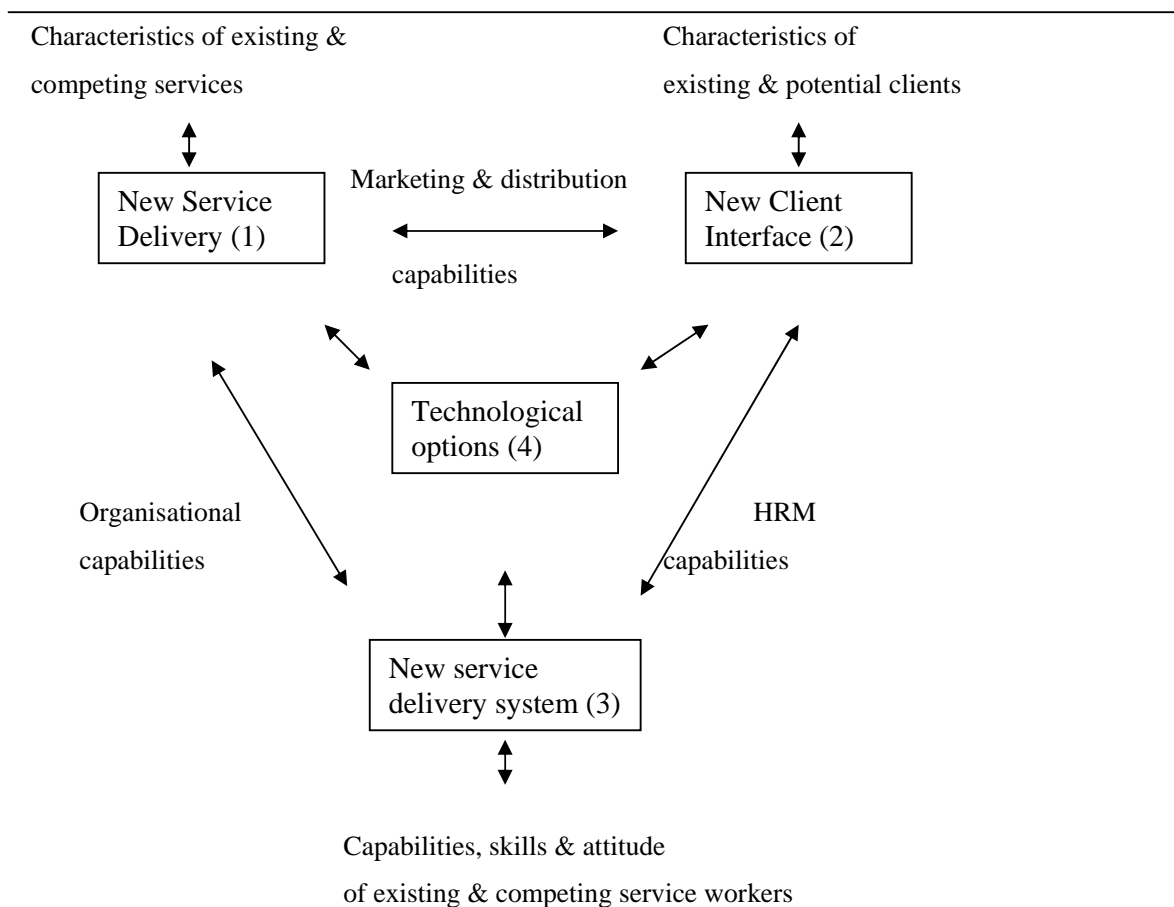 Characteristics of existing &
competing services
Characteristics of
existing & potential clients
New Service
Delivery (1)
Marketing & distribution
capabilities
New Client
Interface (2)
Technological
options (4)
Organisational
capabilities
HRM
capabilities
New service
delivery system (3)
Capabilities, skills & attitude
of existing & competing service workers